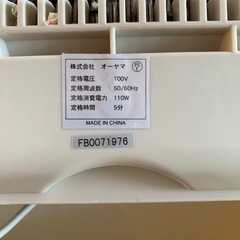 株式会社 オーヤマ
定格電圧 100V
定格周波数 50/60Hz
定格消費電力 110W
定格時間 5分
MADE IN CHINA
FB0071976